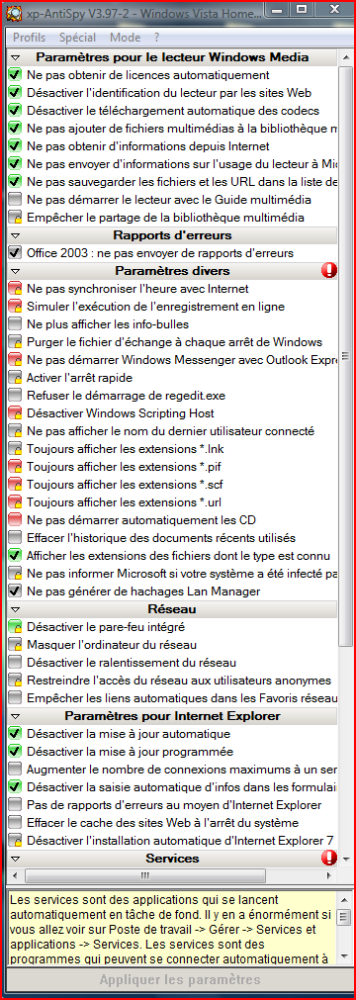 xp-AntiSpy V3.97-2 - Windows Vista Home...
Profils Spécial Mode ?
Paramètres pour le lecteur Windows Media
Ne pas obtenir de licences automatiquement
Désactiver l'identification du lecteur par les sites Web
Désactiver le téléchargement automatique des codecs
Ne pas ajouter de fichiers multimédias à la bibliothèque m
Ne pas obtenir d'informations depuis Internet
Ne pas envoyer d'informations sur l'usage du lecteur à Mic
Ne pas sauvegarder les fichiers et les URL dans la liste de
Ne pas démarrer le lecteur avec le Guide multimédia
Empêcher le partage de la bibliothèque multimédia
Rapports d'erreurs
Office 2003 : ne pas envoyer de rapports d'erreurs
Paramètres divers
Ne pas synchroniser l'heure avec Internet
Simuler l'exécution de l'enregistrement en ligne
Ne plus afficher les info-bulles
Purger le fichier d'échange à chaque arrêt de Windows
Ne pas démarrer Windows Messenger avec Outlook Expre
Activer l'arrêt rapide
Refuser le démarrage de regedit.exe
Désactiver Windows Scripting Host
Ne pas afficher le nom du dernier utilisateur connecté
Toujours afficher les extensions *.lnk
Toujours afficher les extensions *.pif
Toujours afficher les extensions *.scf
Toujours afficher les extensions *.url
Ne pas démarrer automatiquement les CD
Effacer l'historique des documents récents utilisés
Afficher les extensions des fichiers dont le type est connu
Ne pas informer Microsoft si votre système a été infecté pa
Ne pas générer de hachages Lan Manager
Réseau
Désactiver le pare-feu intégré
Masquer l'ordinateur du réseau
Désactiver le ralentissement du réseau
Restreindre l'accès du réseau aux utilisateurs anonymes
Empêcher les liens automatiques dans les Favoris réseau
Paramètres pour Internet Explorer
Désactiver la mise à jour automatique
Désactiver la mise à jour programmée
Augmenter le nombre de connexions maximums à un ser
Désactiver la saisie automatique d'infos dans les formulai
Pas de rapports d'erreurs au moyen d'Internet Explorer
Effacer le cache des sites Web à l'arrêt du système
Désactiver l'installation automatique d'Internet Explorer 7
Services
Les services sont des applications qui se lancent
automatiquement en tâche de fond. Il y en a énormément si
vous allez voir sur Poste de travail -> Gérer -> Services et
applications -> Services. Les services sont des
programmes qui peuvent se connecter automatiquement à
Appliquer les paramètres